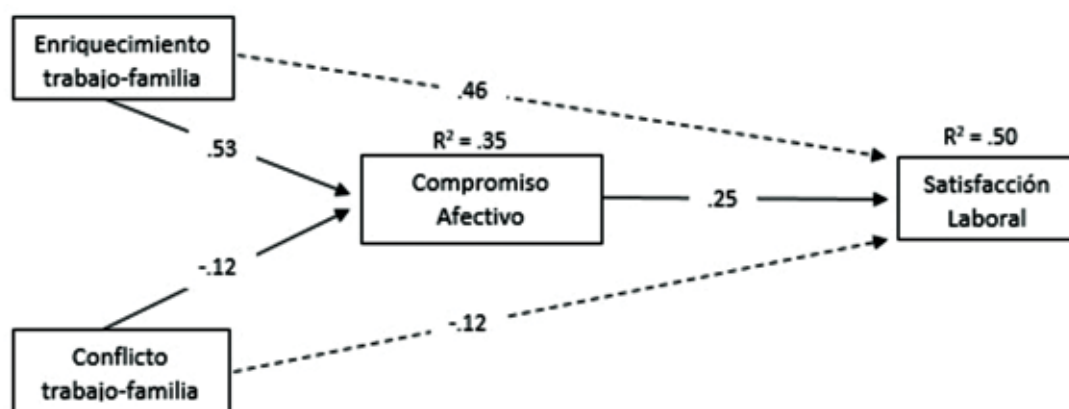 Enriquecimiento
trabajo-familia
.46
.53
R² = .35
R² = .50
Compromiso
Afectivo
.25
Satisfacción
Laboral
-.12
-.12
Conflicto
trabajo-familia